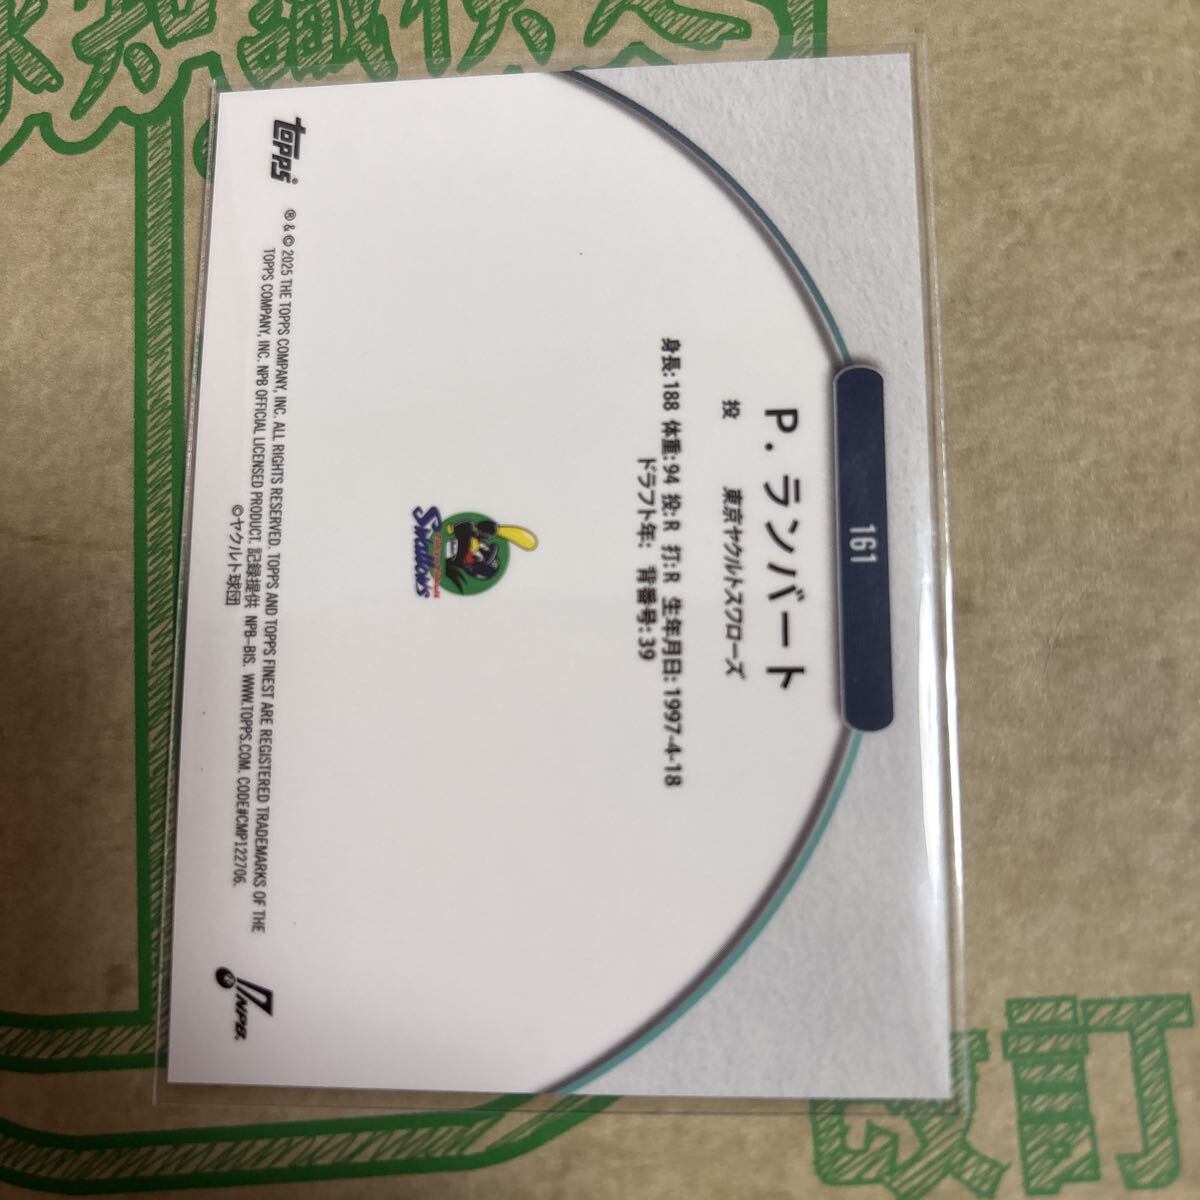 161
P. ランバート
投 東京ヤクルトスワローズ
身長: 188 体重: 94 投: R 打: R 生年月日: 1997-4-18
ドラフト年: 背番号: 39
Swallows
topps
® & © 2025 THE TOPPS COMPANY, INC. ALL RIGHTS RESERVED. TOPPS AND TOPPS FINEST ARE REGISTERED TRADEMARKS OF THE
TOPPS COMPANY, INC. NPB OFFICIAL LICENSED PRODUCT. 記録提供 NPB-BIS. WWW.TOPPS.COM. CODE#CMP122706.
©ヤクルト球団
NPB